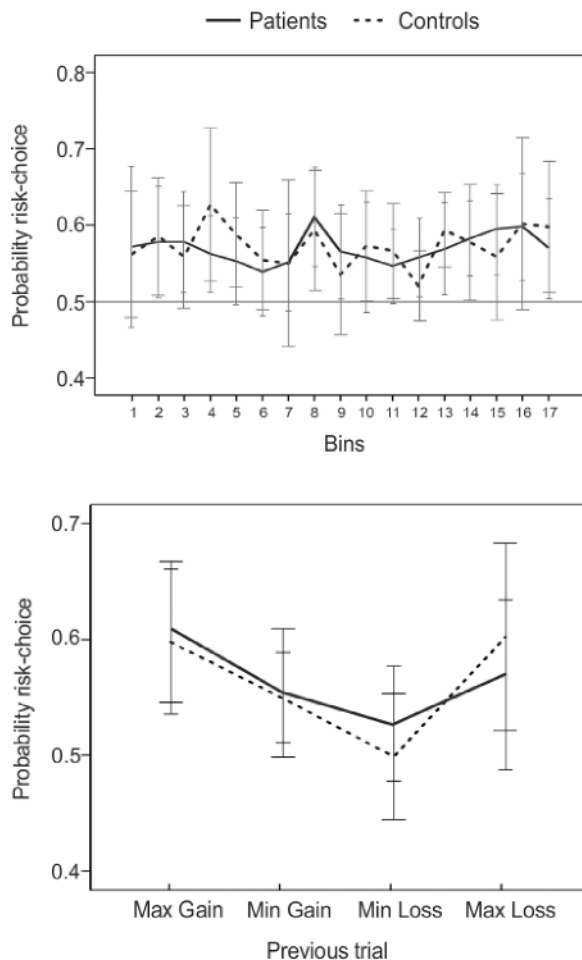 Patients Controls
0.8
0.7
0.6
0.5
0.4
Probability risk-choice
1 2 3 4 5 6 7 8 9 10 11 12 13 14 15 16 17
Bins
0.7
0.6
0.5
0.4
Probability risk-choice
Max Gain Min Gain Min Loss Max Loss
Previous trial